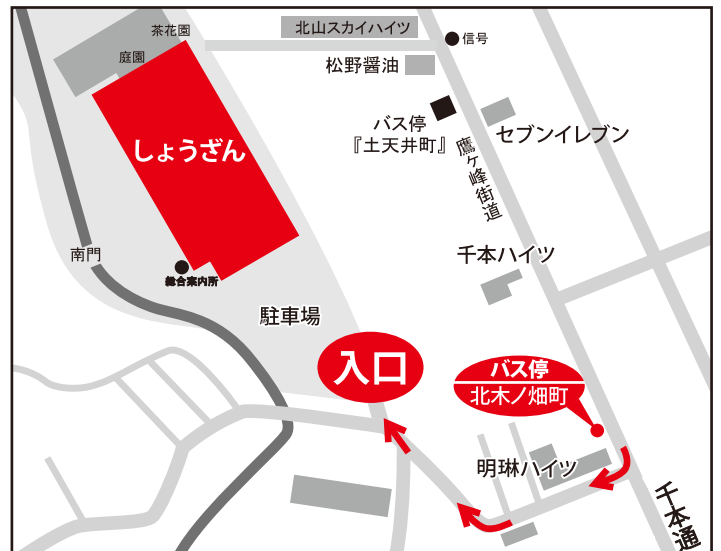 茶花園
北山スカイハイツ
信号
庭園
松野醤油
バス停
『土天井町』
セブンイレブン
しょうざん
鷹ヶ峰街道
千本ハイツ
南門
総合案内所
駐車場
入口
バス停
北木ノ畑町
明琳ハイツ
千本通